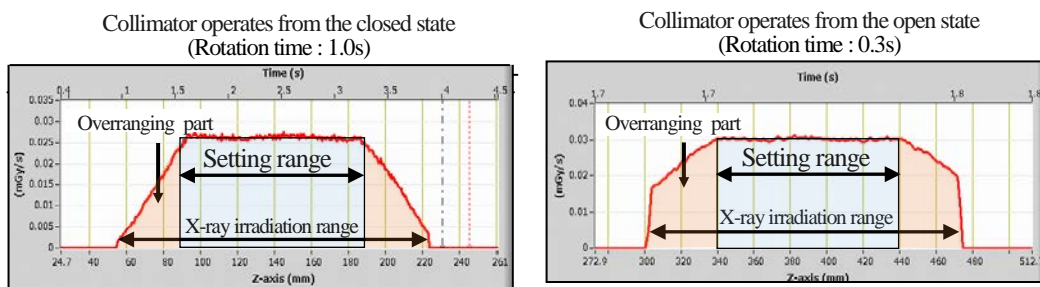 Collimator operates from the closed state
(Rotation time : 1.0s)
Time (s)
0.4 1 1.5 2 2.5 3 3.5 4 4.5
0.035
0.03
0.025
0.02
0.015
0.01
0.005
0
(mGy/s)
Overranging part
Setting range
X-ray irradiation range
24.7 40 60 80 100 120 140 160 180 200 220 240 261
Z-axis (mm)
Collimator operates from the open state
(Rotation time : 0.3s)
Time (s)
1.7 1.7 1.8 1.8
0.04
0.03
0.02
0.01
0
(mGy/s)
Overranging part
Setting range
X-ray irradiation range
272.9 300 320 340 360 380 400 420 440 460 480 512.
Z-axis (mm)